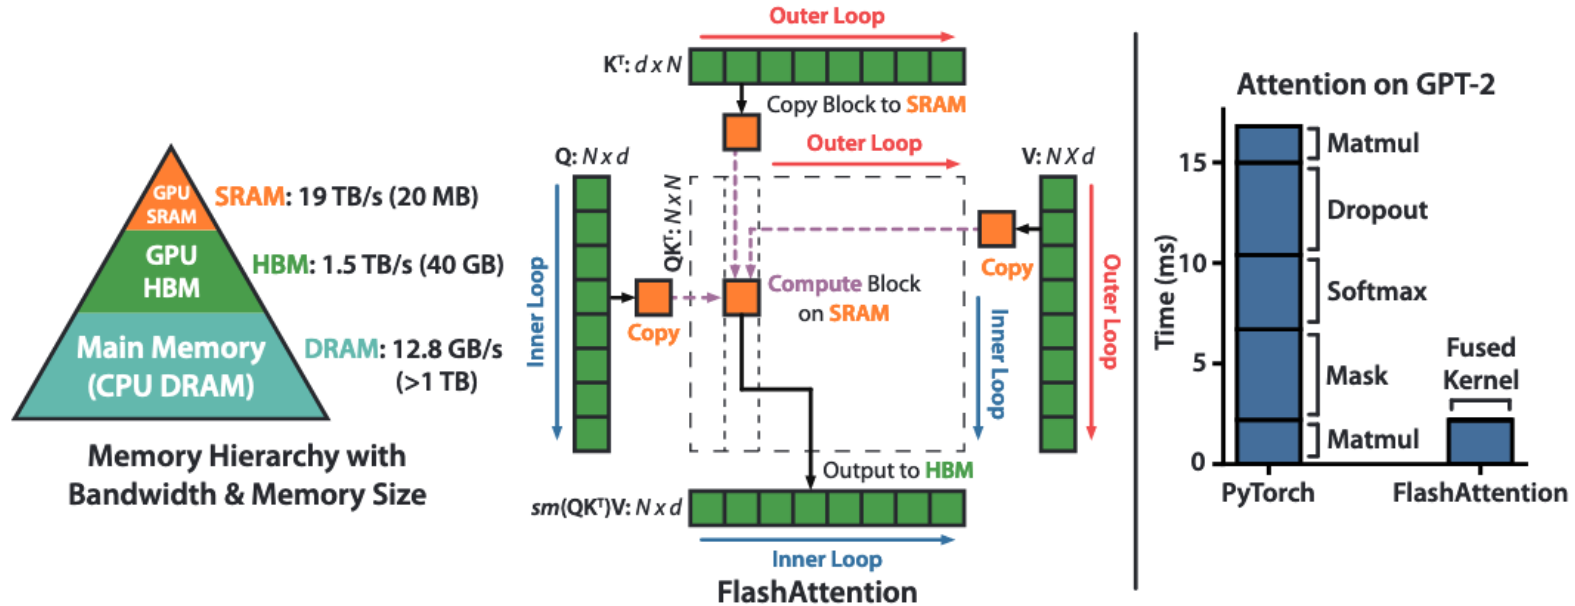 GPU
SRAM
SRAM: 19 TB/s (20 MB)
GPU
HBM
HBM: 1.5 TB/s (40 GB)
Main Memory
(CPU DRAM)
DRAM: 12.8 GB/s
(>1 TB)
Memory Hierarchy with
Bandwidth & Memory Size
Outer Loop
Kᵀ: d x N
Copy Block to SRAM
Outer Loop
Q: N x d
V: N X d
QKᵀ: N x N
Inner Loop
Copy
Compute Block
on SRAM
Copy
Inner Loop
Outer Loop
Output to HBM
sm(QKᵀ)V: N x d
Inner Loop
FlashAttention
Attention on GPT-2
Time (ms)
15
10
5
0
Matmul
Dropout
Softmax
Mask
Matmul
Fused
Kernel
PyTorch
FlashAttention